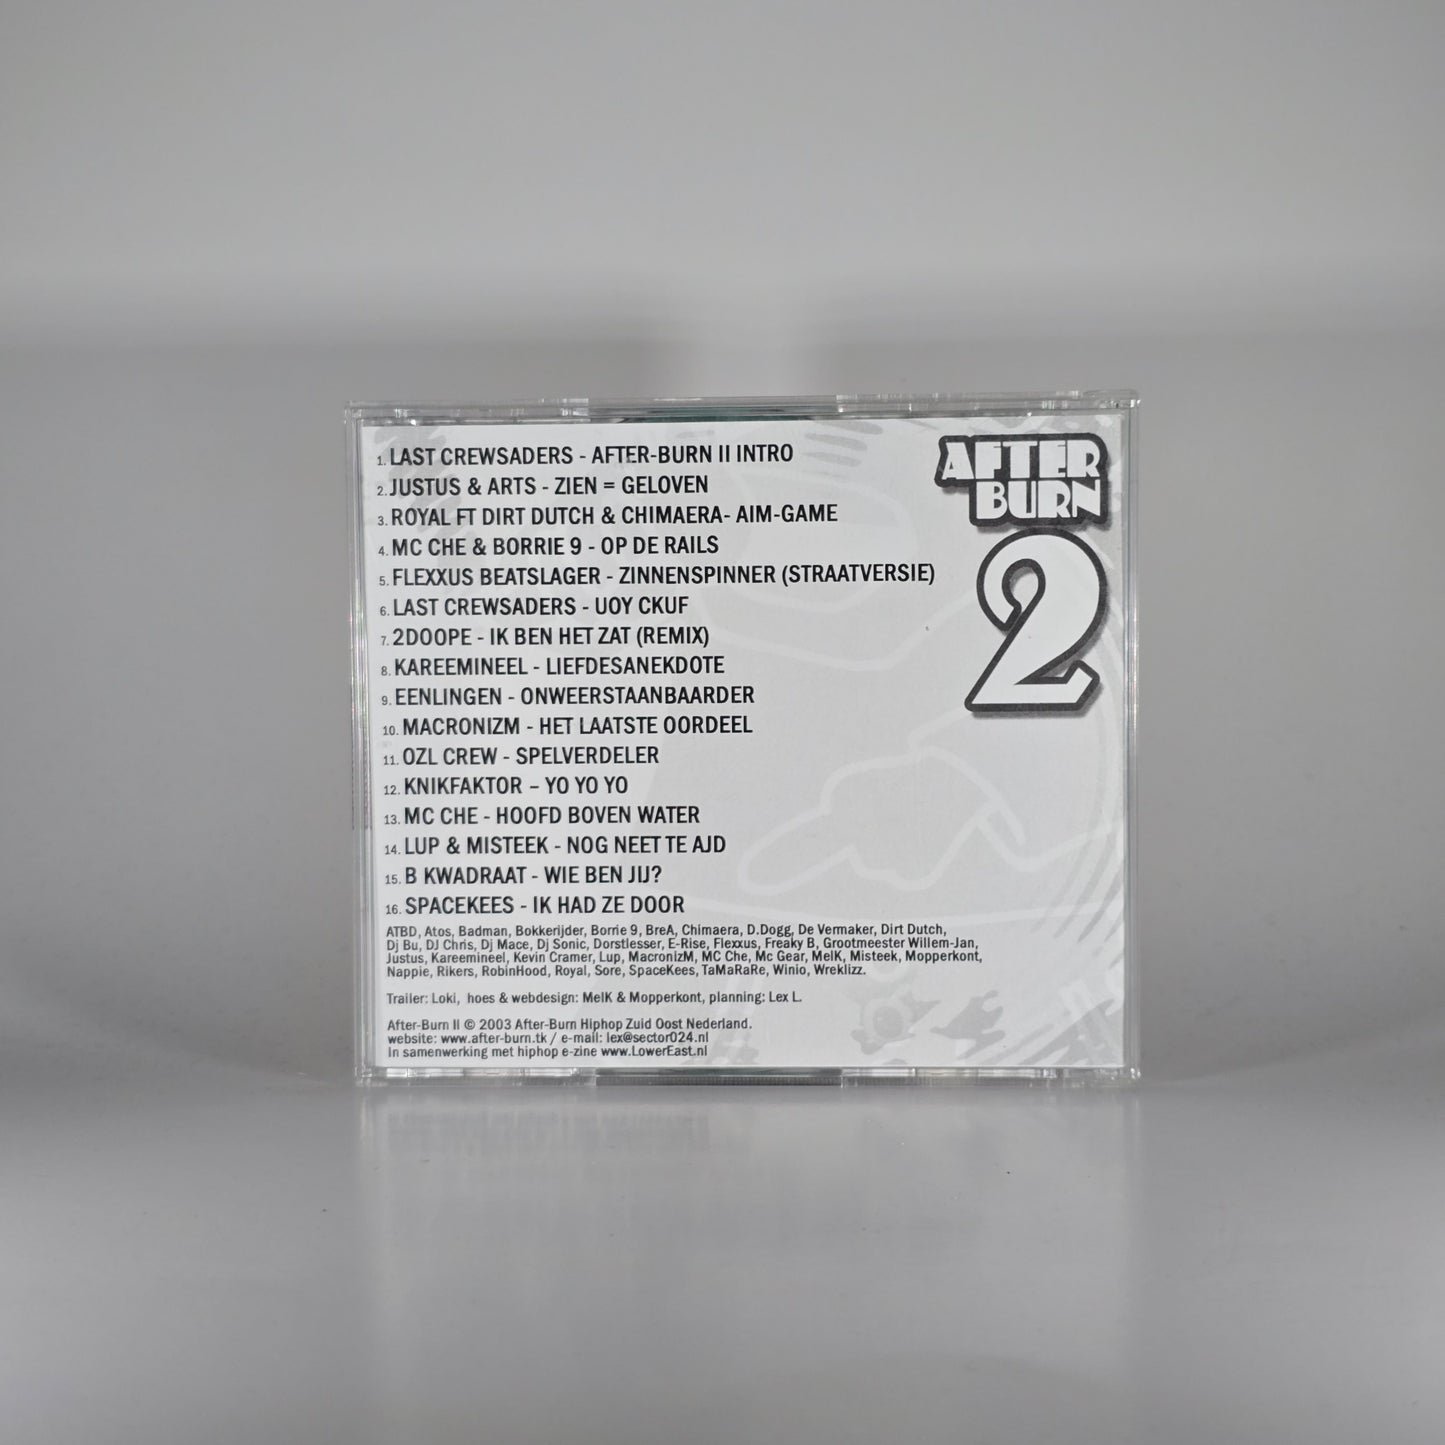 1. LAST CREWSADERS - AFTER-BURN II INTRO
2. JUSTUS & ARTS - ZIEN = GELOVEN
3. ROYAL FT DIRT DUTCH & CHIMAERA- AIM-GAME
4. MC CHE & BORRIE 9 - OP DE RAILS
5. FLEXXUS BEATSLAGER - ZINNENSPINNER (STRAATVERSIE)
6. LAST CREWSADERS - UOY CKUF
7. 2DOOPE - IK BEN HET ZAT (REMIX)
8. KAREEMINEEL - LIEFDESANEKDOTE
9. EENLINGEN - ONWEERSTAANBAARDER
10. MACRONIZM - HET LAATSTE OORDEEL
11. OZL CREW - SPELVERDELER
12. KNIKFAKTOR – YO YO YO
13. MC CHE - HOOFD BOVEN WATER
14. LUP & MISTEEK - NOG NEET TE AJD
15. B KWADRAAT - WIE BEN JIJ?
16. SPACEKEES - IK HAD ZE DOOR
AFTER
BURN
2
ATBD, Atos, Badman, Bokkerijder, Borrie 9, BreA, Chimaera, D.Dogg, De Vermaker, Dirt Dutch,
Dj Bu, DJ Chris, Dj Mace, Dj Sonic, Dorstlesser, E-Rise, Flexxus, Freaky B, Grootmeester Willem-Jan,
Justus, Kareemineel, Kevin Cramer, Lup, MacronizM, MC Che, Mc Gear, MelK, Misteek, Mopperkont,
Nappie, Rikers, RobinHood, Royal, Sore, SpaceKees, TaMaRaRe, Winio, Wreklizz.
Trailer: Loki, hoes & webdesign: MelK & Mopperkont, planning: Lex L.
After-Burn II © 2003 After-Burn Hiphop Zuid Oost Nederland.
website: www.after-burn.tk / e-mail: lex@sector024.nl
In samenwerking met hiphop e-zine www.LowerEast.nl